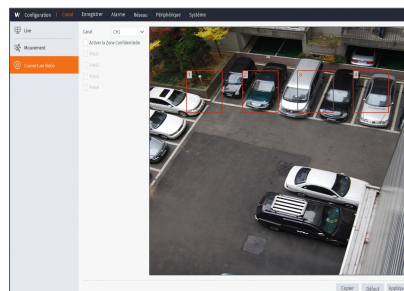 W Configuration | Canal Enregistrer Alarme Réseau Périphérique Système
Live
Mouvement
Couverture Vidéo
Canal CH1
Activer la Zone Confidentielle
Copier Défaut Appliquer